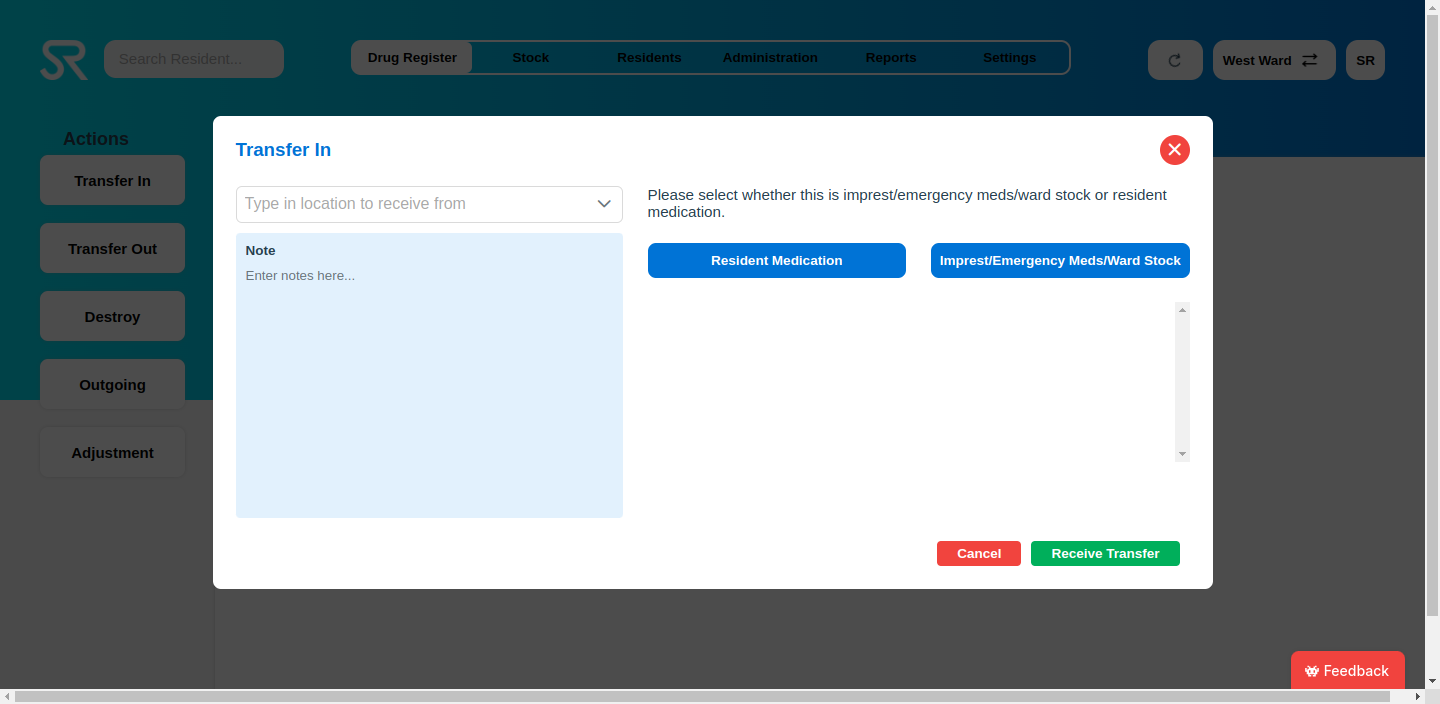 SR
Search Resident...
Drug Register
Stock
Residents
Administration
Reports
Settings
West Ward
SR
Actions
Transfer In
Transfer Out
Destroy
Outgoing
Adjustment
Transfer In
Type in location to receive from
Note
Enter notes here...
Please select whether this is imprest/emergency meds/ward stock or resident
medication.
Resident Medication
Imprest/Emergency Meds/Ward Stock
Cancel
Receive Transfer
Feedback